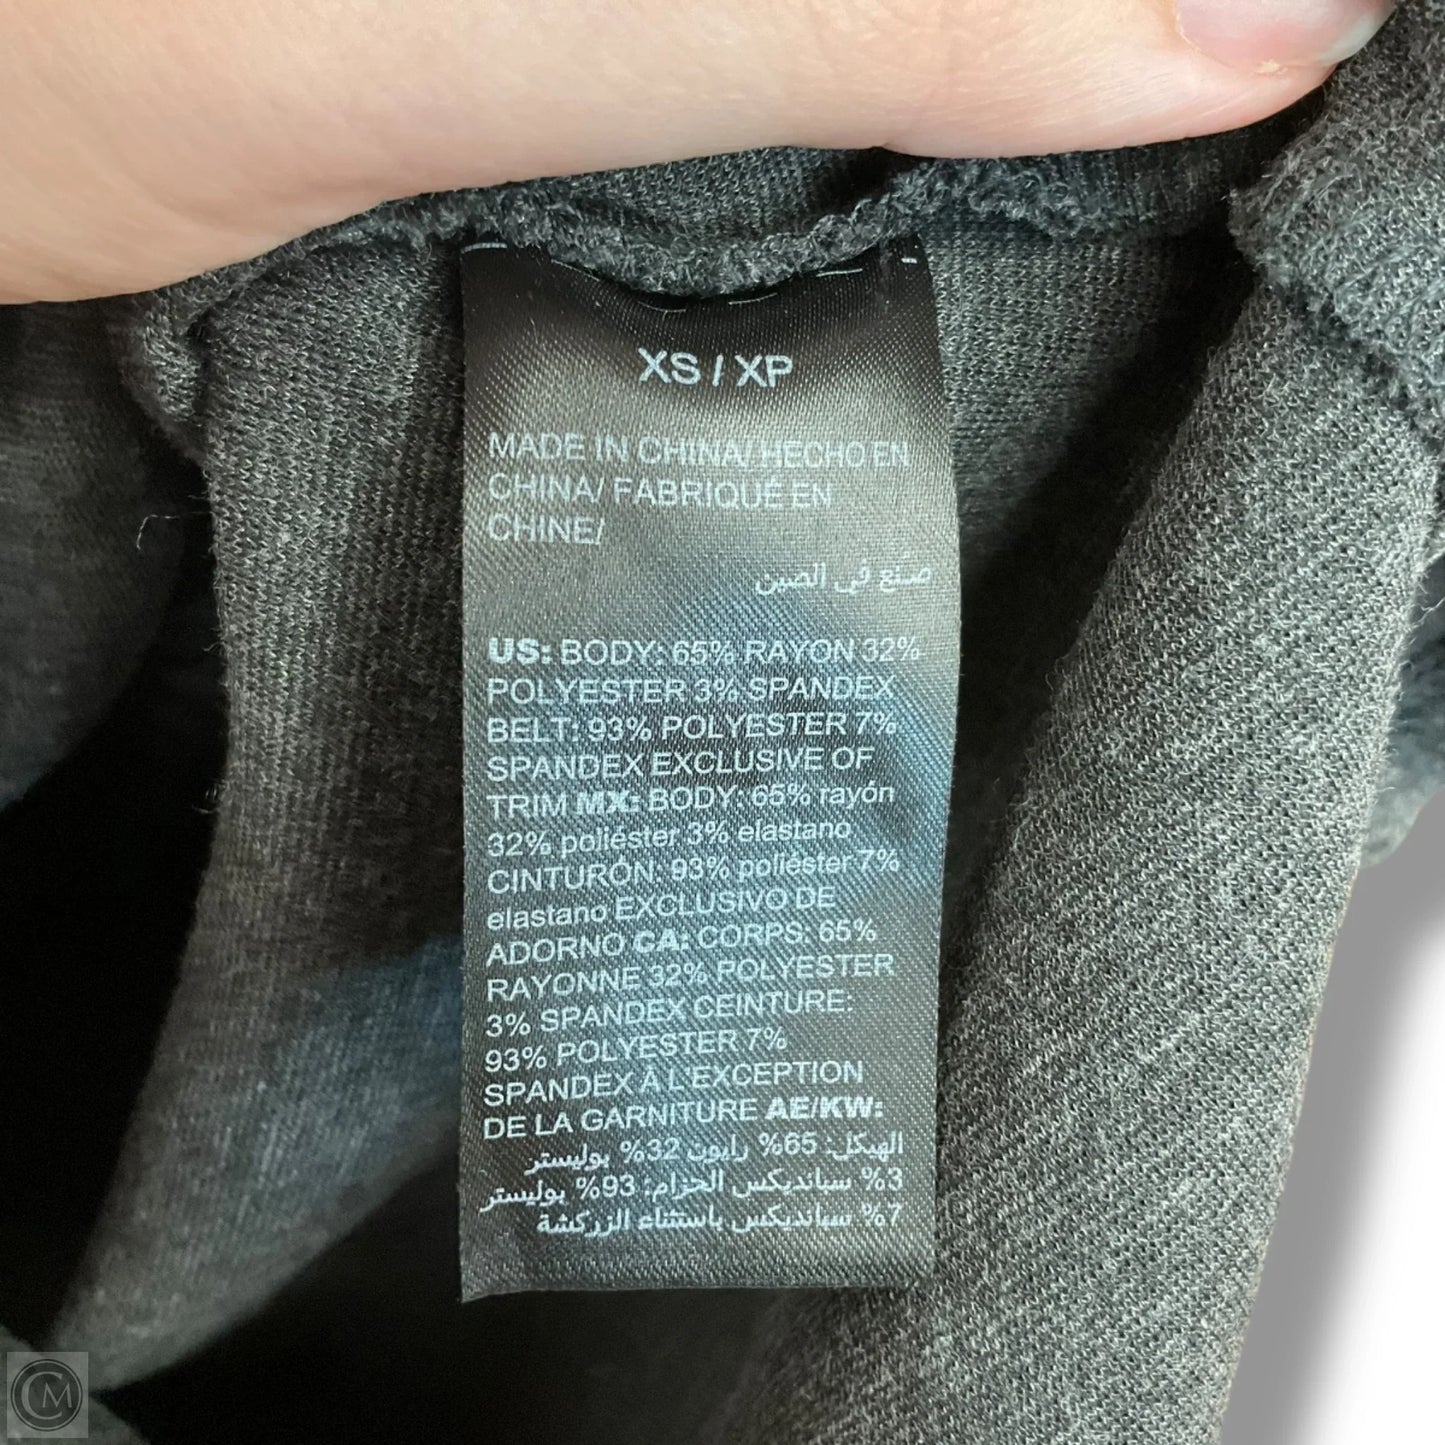 XS / XP
MADE IN CHINA/ HECHO EN
CHINA/ FABRIQUÉ EN
CHINE/
صنع في الصين
US: BODY: 65% RAYON 32%
POLYESTER 3% SPANDEX
BELT: 93% POLYESTER 7%
SPANDEX EXCLUSIVE OF
TRIM MX: BODY: 65% rayón
32% poliéster 3% elastano
CINTURÓN: 93% poliéster 7%
elastano EXCLUSIVO DE
ADORNO CA: CORPS: 65%
RAYONNE 32% POLYESTER
3% SPANDEX CEINTURE:
93% POLYESTER 7%
SPANDEX À L'EXCEPTION
DE LA GARNITURE AE/KW:
الهيكل: 65% رايون 32% بوليستر
3% سبانديكس الحزام: 93% بوليستر
7% سبانديكس باستثناء الزركشة
CM